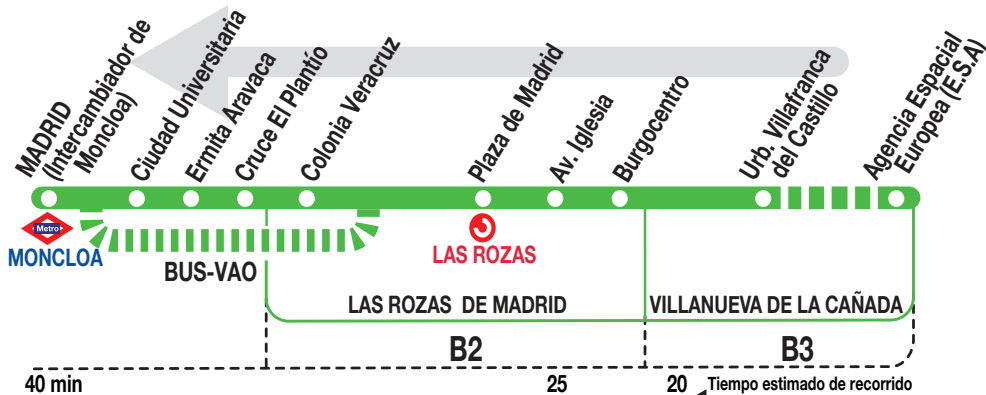 MADRID
(Intercambiador de
Moncloa)
Ciudad Universitaria
Ermita Aravaca
Cruce El Plantío
Colonia Veracruz
Plaza de Madrid
Av. Iglesia
Burgocentro
Urb. Villafranca
del Castillo
Agencia Espacial
Europea (E.S.A)
Metro
MONCLOA
LAS ROZAS
BUS-VAO
LAS ROZAS DE MADRID
VILLANUEVA DE LA CAÑADA
B2
B3
40 min
25
20
Tiempo estimado de recorrido